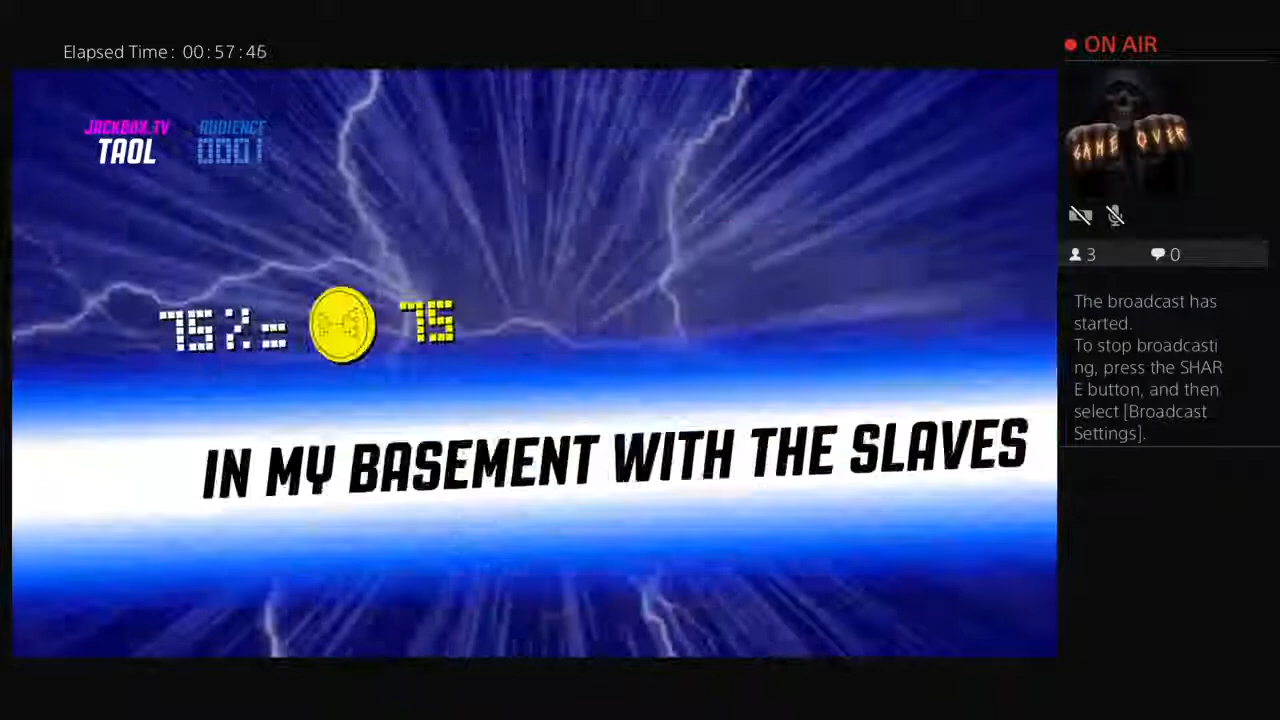 Elapsed Time: 00:57:46
ON AIR
JACKBOX.TV
TAOL
AUDIENCE
0001
GAME OVER
3
0
75%= 75
IN MY BASEMENT WITH THE SLAVES
The broadcast has
started.
To stop broadcasti
ng, press the SHAR
E button, and then
select [Broadcast
Settings].